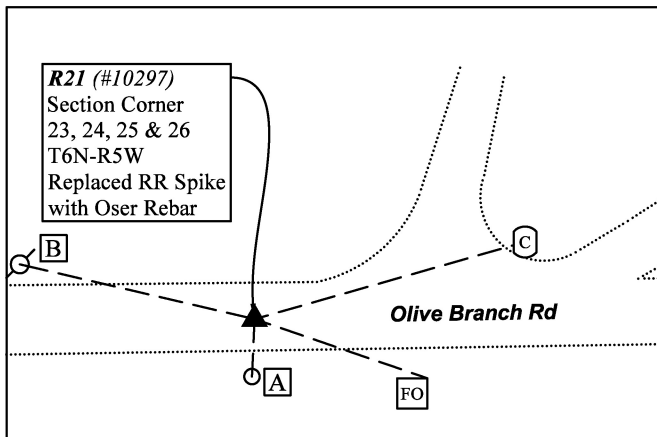 R21 (#10297)
Section Corner
23, 24, 25 & 26
T6N-R5W
Replaced RR Spike
with Oser Rebar
B
C
Olive Branch Rd
A
FO